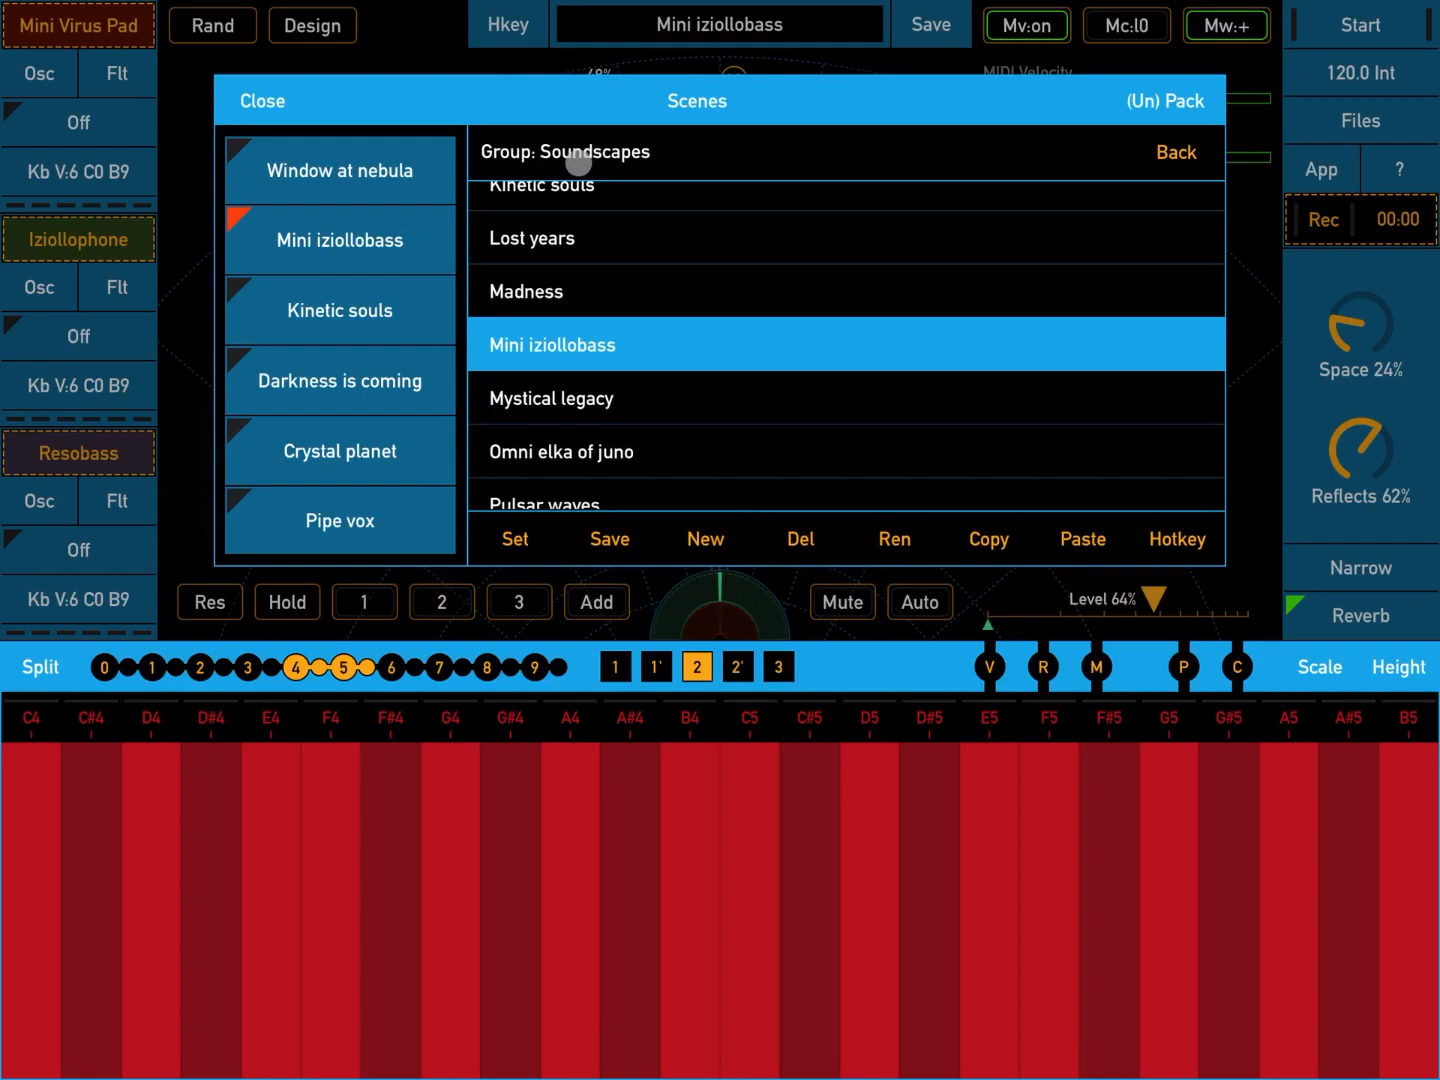 Mini Virus Pad
Rand
Design
Hkey
Mini iziollobass
Save
Mv:on
Mc:l0
Mw:+
Start
Osc
Flt
120.0 Int
Off
Files
Kb V:6 C0 B9
App
?
Rec
00:00
MIDI Velocity
Close
Scenes
(Un) Pack
Window at nebula
Mini iziollobass
Kinetic souls
Darkness is coming
Crystal planet
Pipe vox
Group: Soundscapes
Back
Kinetic souls
Lost years
Madness
Mini iziollobass
Mystical legacy
Omni elka of juno
Pulsar waves
Set
Save
New
Del
Ren
Copy
Paste
Hotkey
Iziollophone
Osc
Flt
Off
Kb V:6 C0 B9
Resobass
Osc
Flt
Off
Kb V:6 C0 B9
Space 24%
Reflects 62%
Narrow
Reverb
Res
Hold
1
2
3
Add
Mute
Auto
Level 64%
Split
0 1 2 3 4 5 6 7 8 9
1 1' 2 2' 3
V R M P C
Scale
Height
C4 C#4 D4 D#4 E4 F4 F#4 G4 G#4 A4 A#4 B4 C5 C#5 D5 D#5 E5 F5 F#5 G5 G#5 A5 A#5 B5